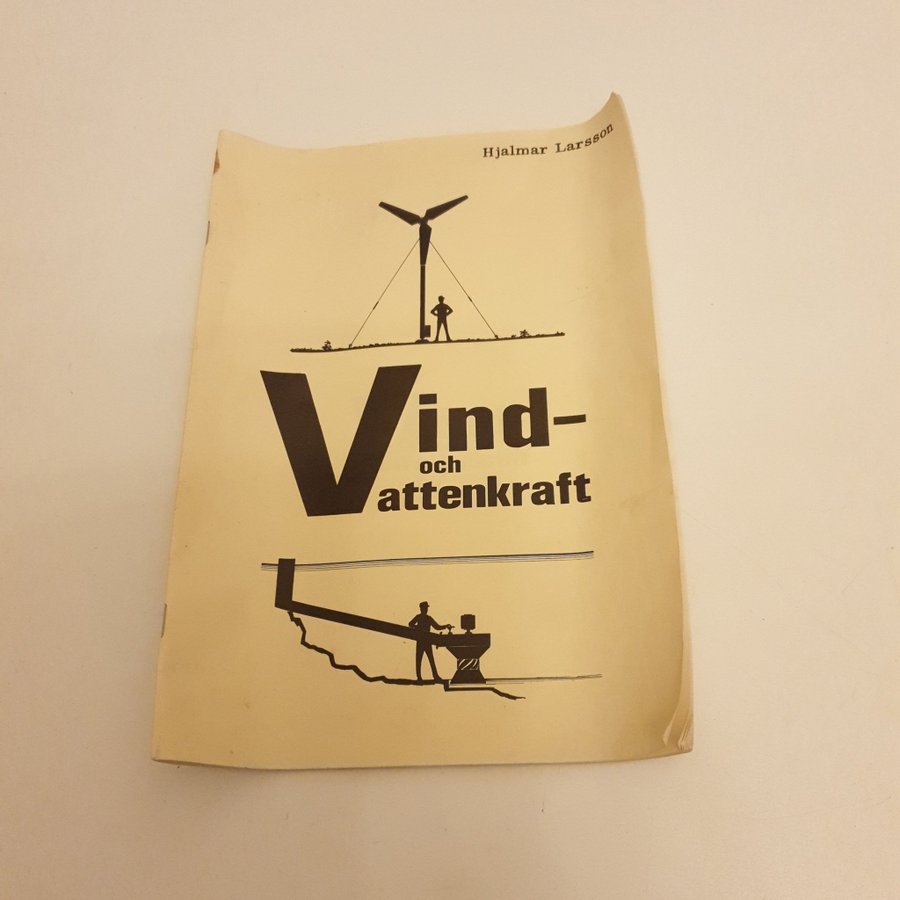 Hjalmar Larsson
Vind-
och
Vattenkraft